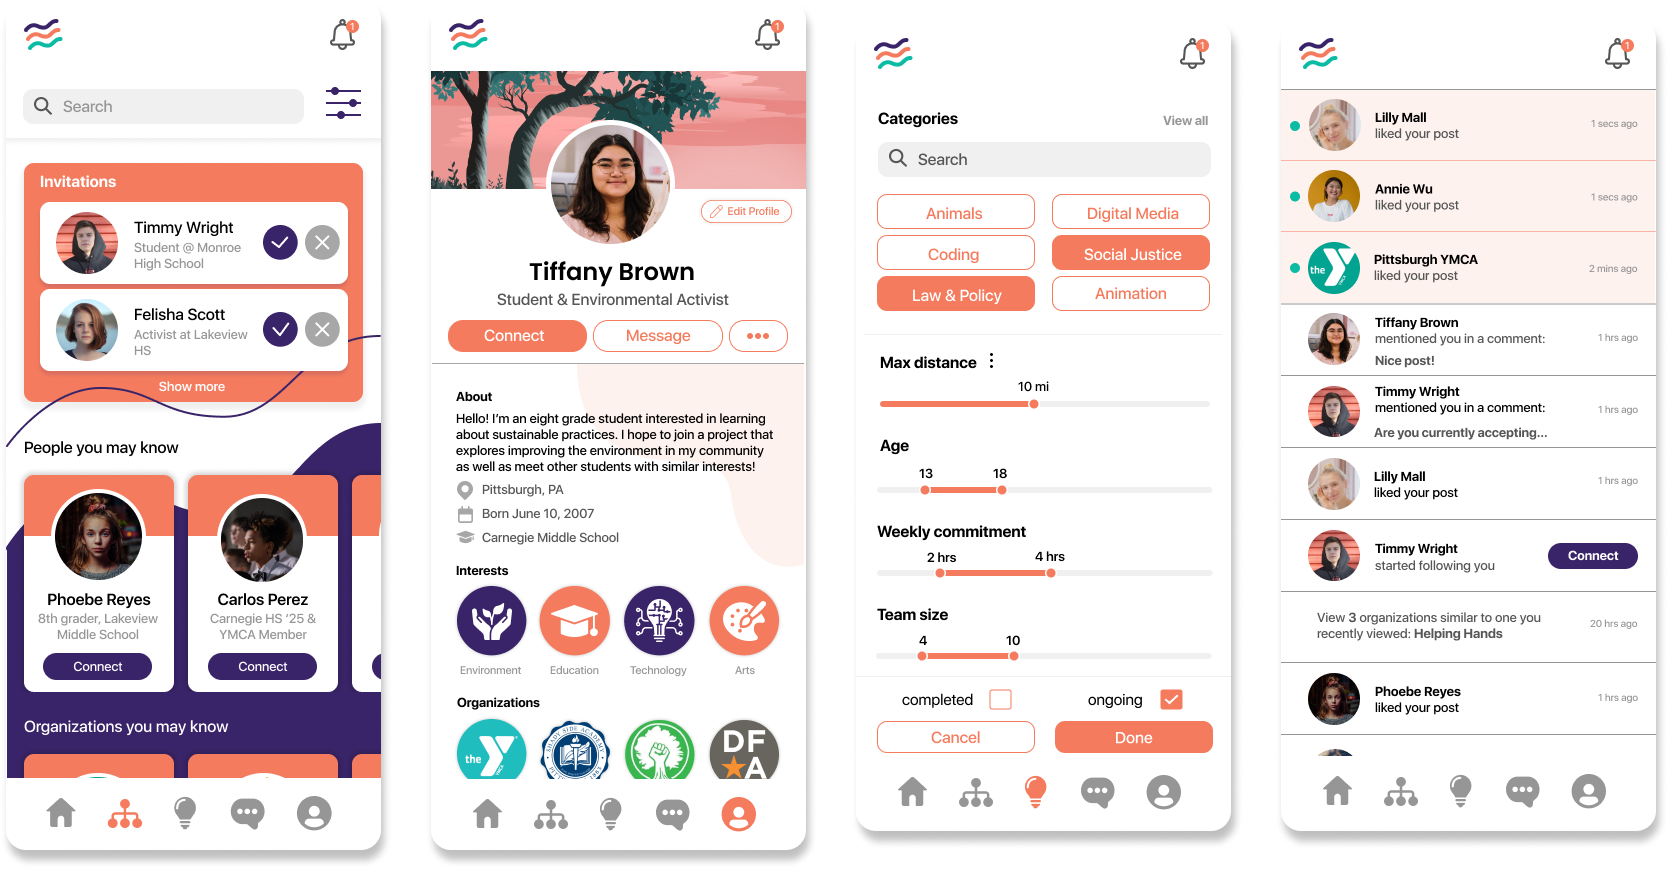 1
Search
Invitations
Timmy Wright
Student @ Monroe
High School
Felisha Scott
Activist at Lakeview
HS
Show more
People you may know
Phoebe Reyes
8th grader, Lakeview
Middle School
Connect
Carlos Perez
Carnegie HS '25 &
YMCA Member
Connect
Organizations you may know
1
Edit Profile
Tiffany Brown
Student & Environmental Activist
Connect
Message
About
Hello! I'm an eight grade student interested in learning
about sustainable practices. I hope to join a project that
explores improving the environment in my community
as well as meet other students with similar interests!
Pittsburgh, PA
Born June 10, 2007
Carnegie Middle School
Interests
Environment
Education
Technology
Arts
Organizations
the Y
YMCA
SHADY SIDE ACADEMY
DF
A
1
Categories
View all
Search
Animals
Digital Media
Coding
Social Justice
Law & Policy
Animation
Max distance
10 mi
Age
13
18
Weekly commitment
2 hrs
4 hrs
Team size
4
10
completed
ongoing
Cancel
Done
1
Lilly Mall
liked your post
1 secs ago
Annie Wu
liked your post
1 secs ago
the Y
Pittsburgh YMCA
liked your post
2 mins ago
Tiffany Brown
mentioned you in a comment:
Nice post!
1 hrs ago
Timmy Wright
mentioned you in a comment:
Are you currently accepting...
1 hrs ago
Lilly Mall
liked your post
1 hrs ago
Timmy Wright
started following you
Connect
View 3 organizations similar to one you
recently viewed: Helping Hands
20 hrs ago
Phoebe Reyes
liked your post
1 hrs ago